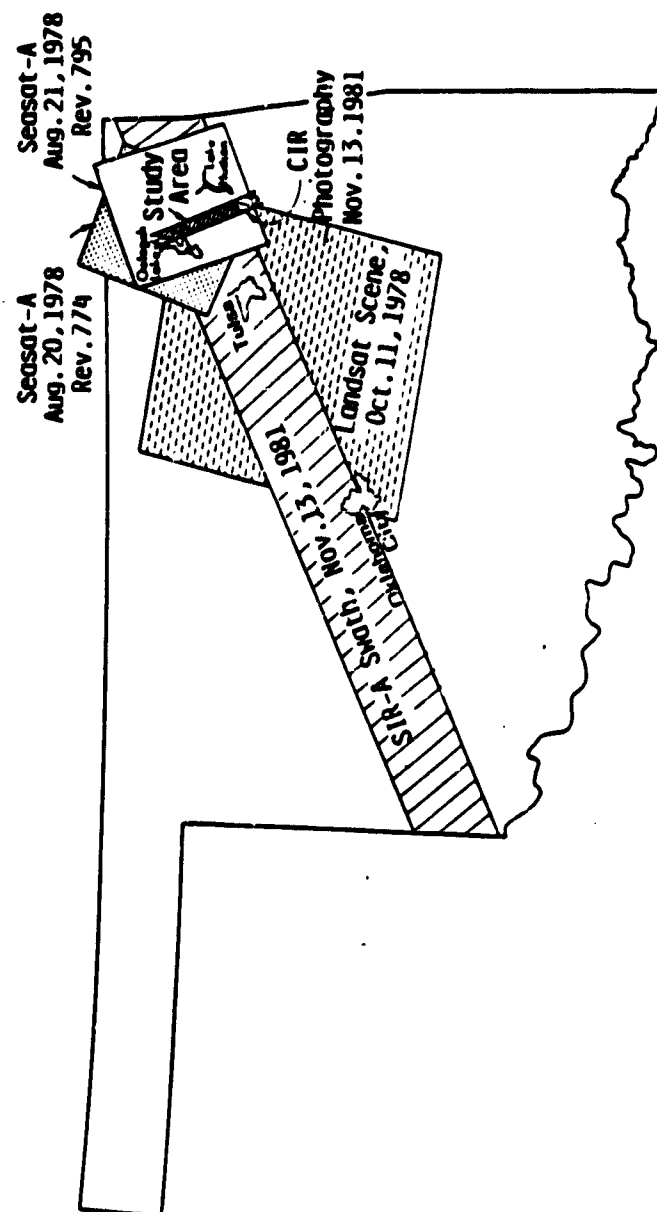 Seasat-A
Aug. 20, 1978
Rev. 774
Seasat-A
Aug. 21, 1978
Rev. 795
Study
Area
Lake
CIR
Photography
Nov. 13. 1981
Tulsa
Landsat Scene,
Oct. 11, 1978
SIR-A Swath, Nov. 13, 1981
Oklahoma
City